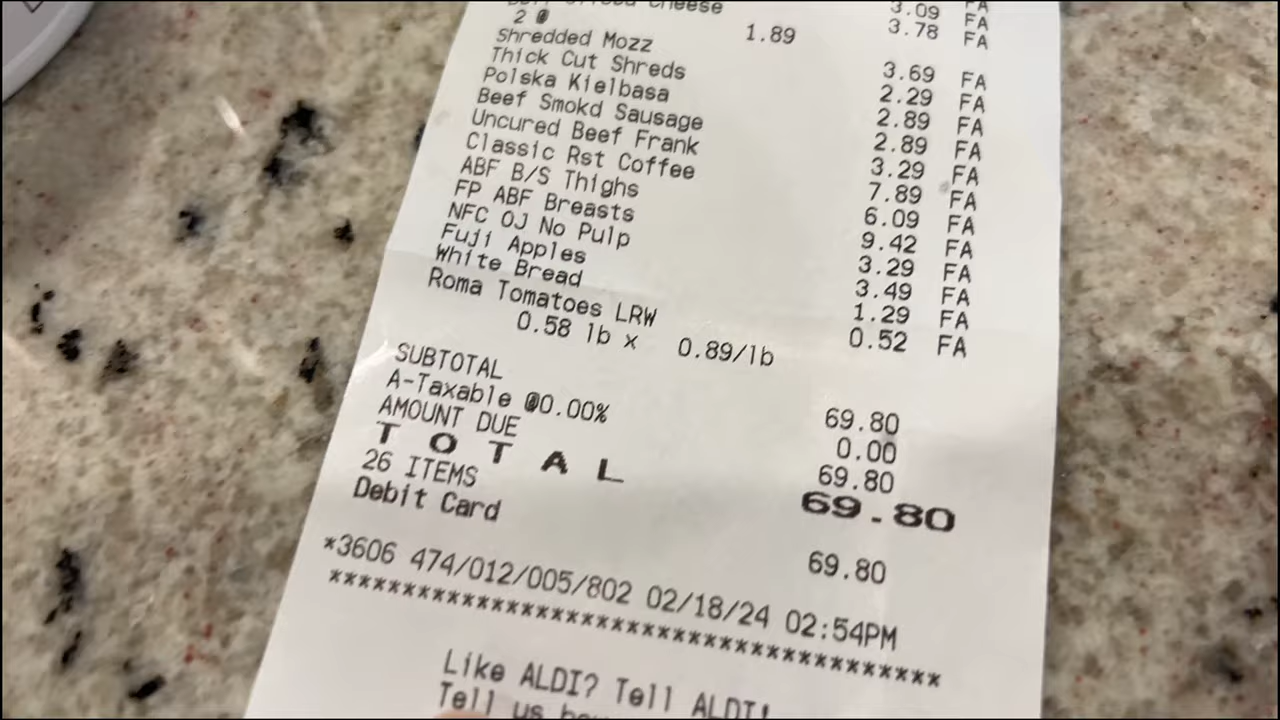 3.09 FA
Cheese 3.78 FA
2 @ 1.89
Shredded Mozz 3.69 FA
Thick Cut Shreds 2.29 FA
Polska Kielbasa 2.89 FA
Beef Smokd Sausage 2.89 FA
Uncured Beef Frank 3.29 FA
Classic Rst Coffee 7.89 FA
ABF B/S Thighs 6.09 FA
FP ABF Breasts 9.42 FA
NFC OJ No Pulp 3.29 FA
Fuji Apples 3.49 FA
White Bread 1.29 FA
Roma Tomatoes LRW 0.52 FA
0.58 lb x 0.89/lb
SUBTOTAL 69.80
A-Taxable @0.00% 0.00
AMOUNT DUE 69.80
T O T A L 69.80
26 ITEMS
Debit Card 69.80
*3606 474/012/005/802 02/18/24 02:54PM
****************************************
Like ALDI? Tell ALDI!
Tell us